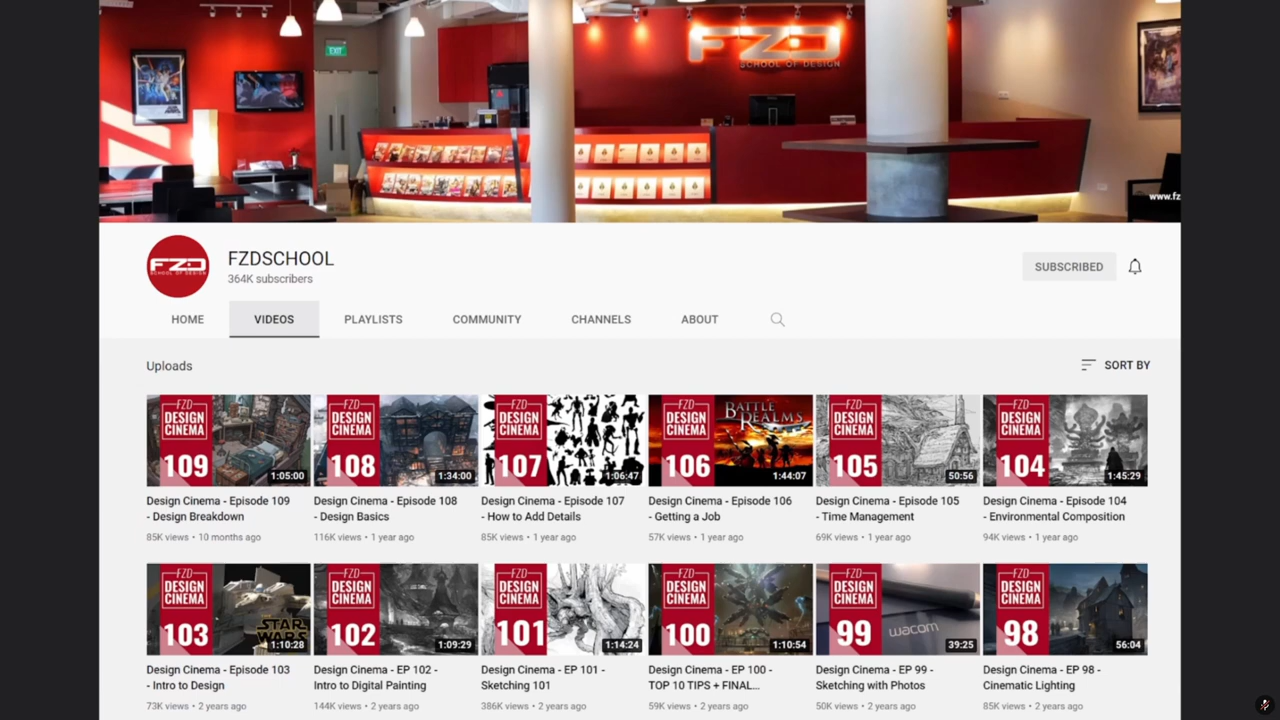 EXIT
FZD
SCHOOL OF DESIGN
www.fz
FZD
SCHOOL OF DESIGN
FZDSCHOOL
364K subscribers
SUBSCRIBED
HOME
VIDEOS
PLAYLISTS
COMMUNITY
CHANNELS
ABOUT
Uploads
SORT BY
FZD
DESIGN
CINEMA
109
1:05:00
Design Cinema - Episode 109
- Design Breakdown
85K views • 10 months ago
FZD
DESIGN
CINEMA
108
1:34:00
Design Cinema - Episode 108
- Design Basics
116K views • 1 year ago
FZD
DESIGN
CINEMA
107
1:06:47
Design Cinema - Episode 107
- How to Add Details
85K views • 1 year ago
FZD
DESIGN
CINEMA
106
BATTLE
REALMS
1:44:07
Design Cinema - Episode 106
- Getting a Job
57K views • 1 year ago
FZD
DESIGN
CINEMA
105
50:56
Design Cinema - Episode 105
- Time Management
69K views • 1 year ago
FZD
DESIGN
CINEMA
104
1:45:29
Design Cinema - Episode 104
- Environmental Composition
94K views • 1 year ago
FZD
DESIGN
CINEMA
103
STAR
WARS
1:10:28
Design Cinema - Episode 103
- Intro to Design
73K views • 2 years ago
FZD
DESIGN
CINEMA
102
1:09:29
Design Cinema - EP 102 -
Intro to Digital Painting
144K views • 2 years ago
FZD
DESIGN
CINEMA
101
1:14:24
Design Cinema - EP 101 -
Sketching 101
386K views • 2 years ago
FZD
DESIGN
CINEMA
100
1:10:54
Design Cinema - EP 100 -
TOP 10 TIPS + FINAL...
59K views • 2 years ago
FZD
DESIGN
CINEMA
99
wacom
39:25
Design Cinema - EP 99 -
Sketching with Photos
50K views • 2 years ago
FZD
DESIGN
CINEMA
98
56:04
Design Cinema - EP 98 -
Cinematic Lighting
85K views • 2 years ago